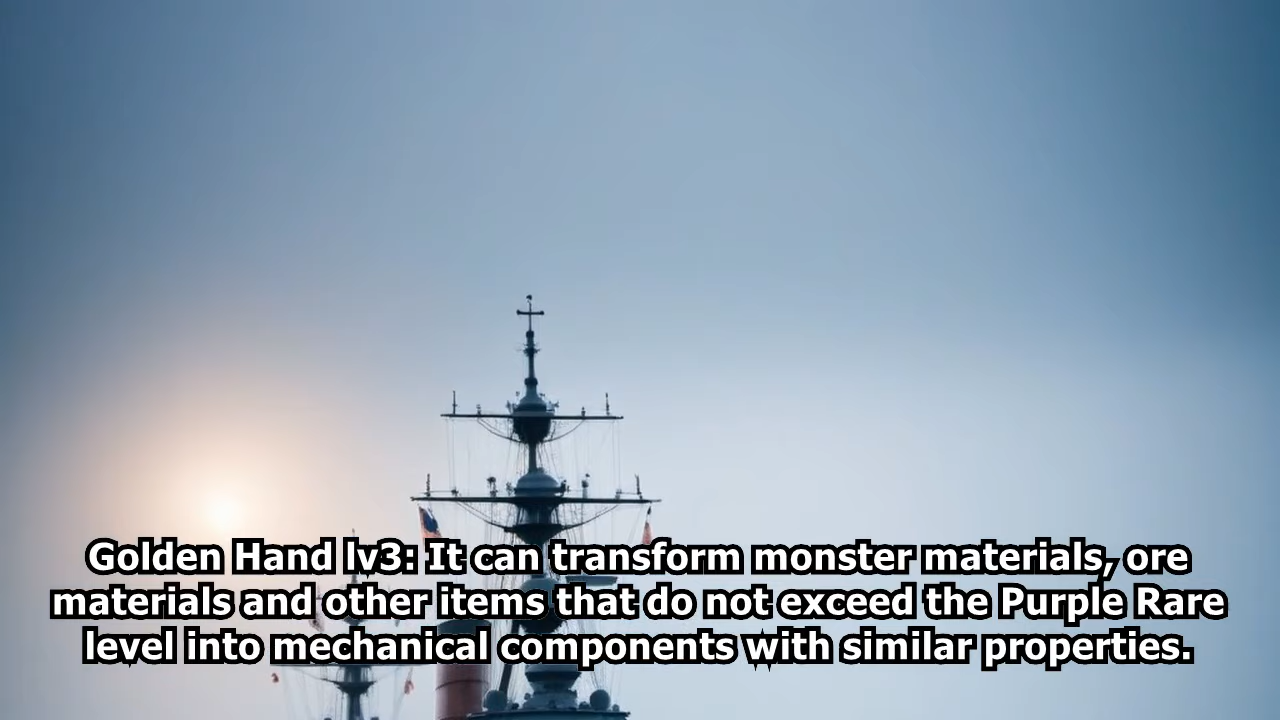 Golden Hand lv3: It can transform monster materials, ore
materials and other items that do not exceed the Purple Rare
level into mechanical components with similar properties.